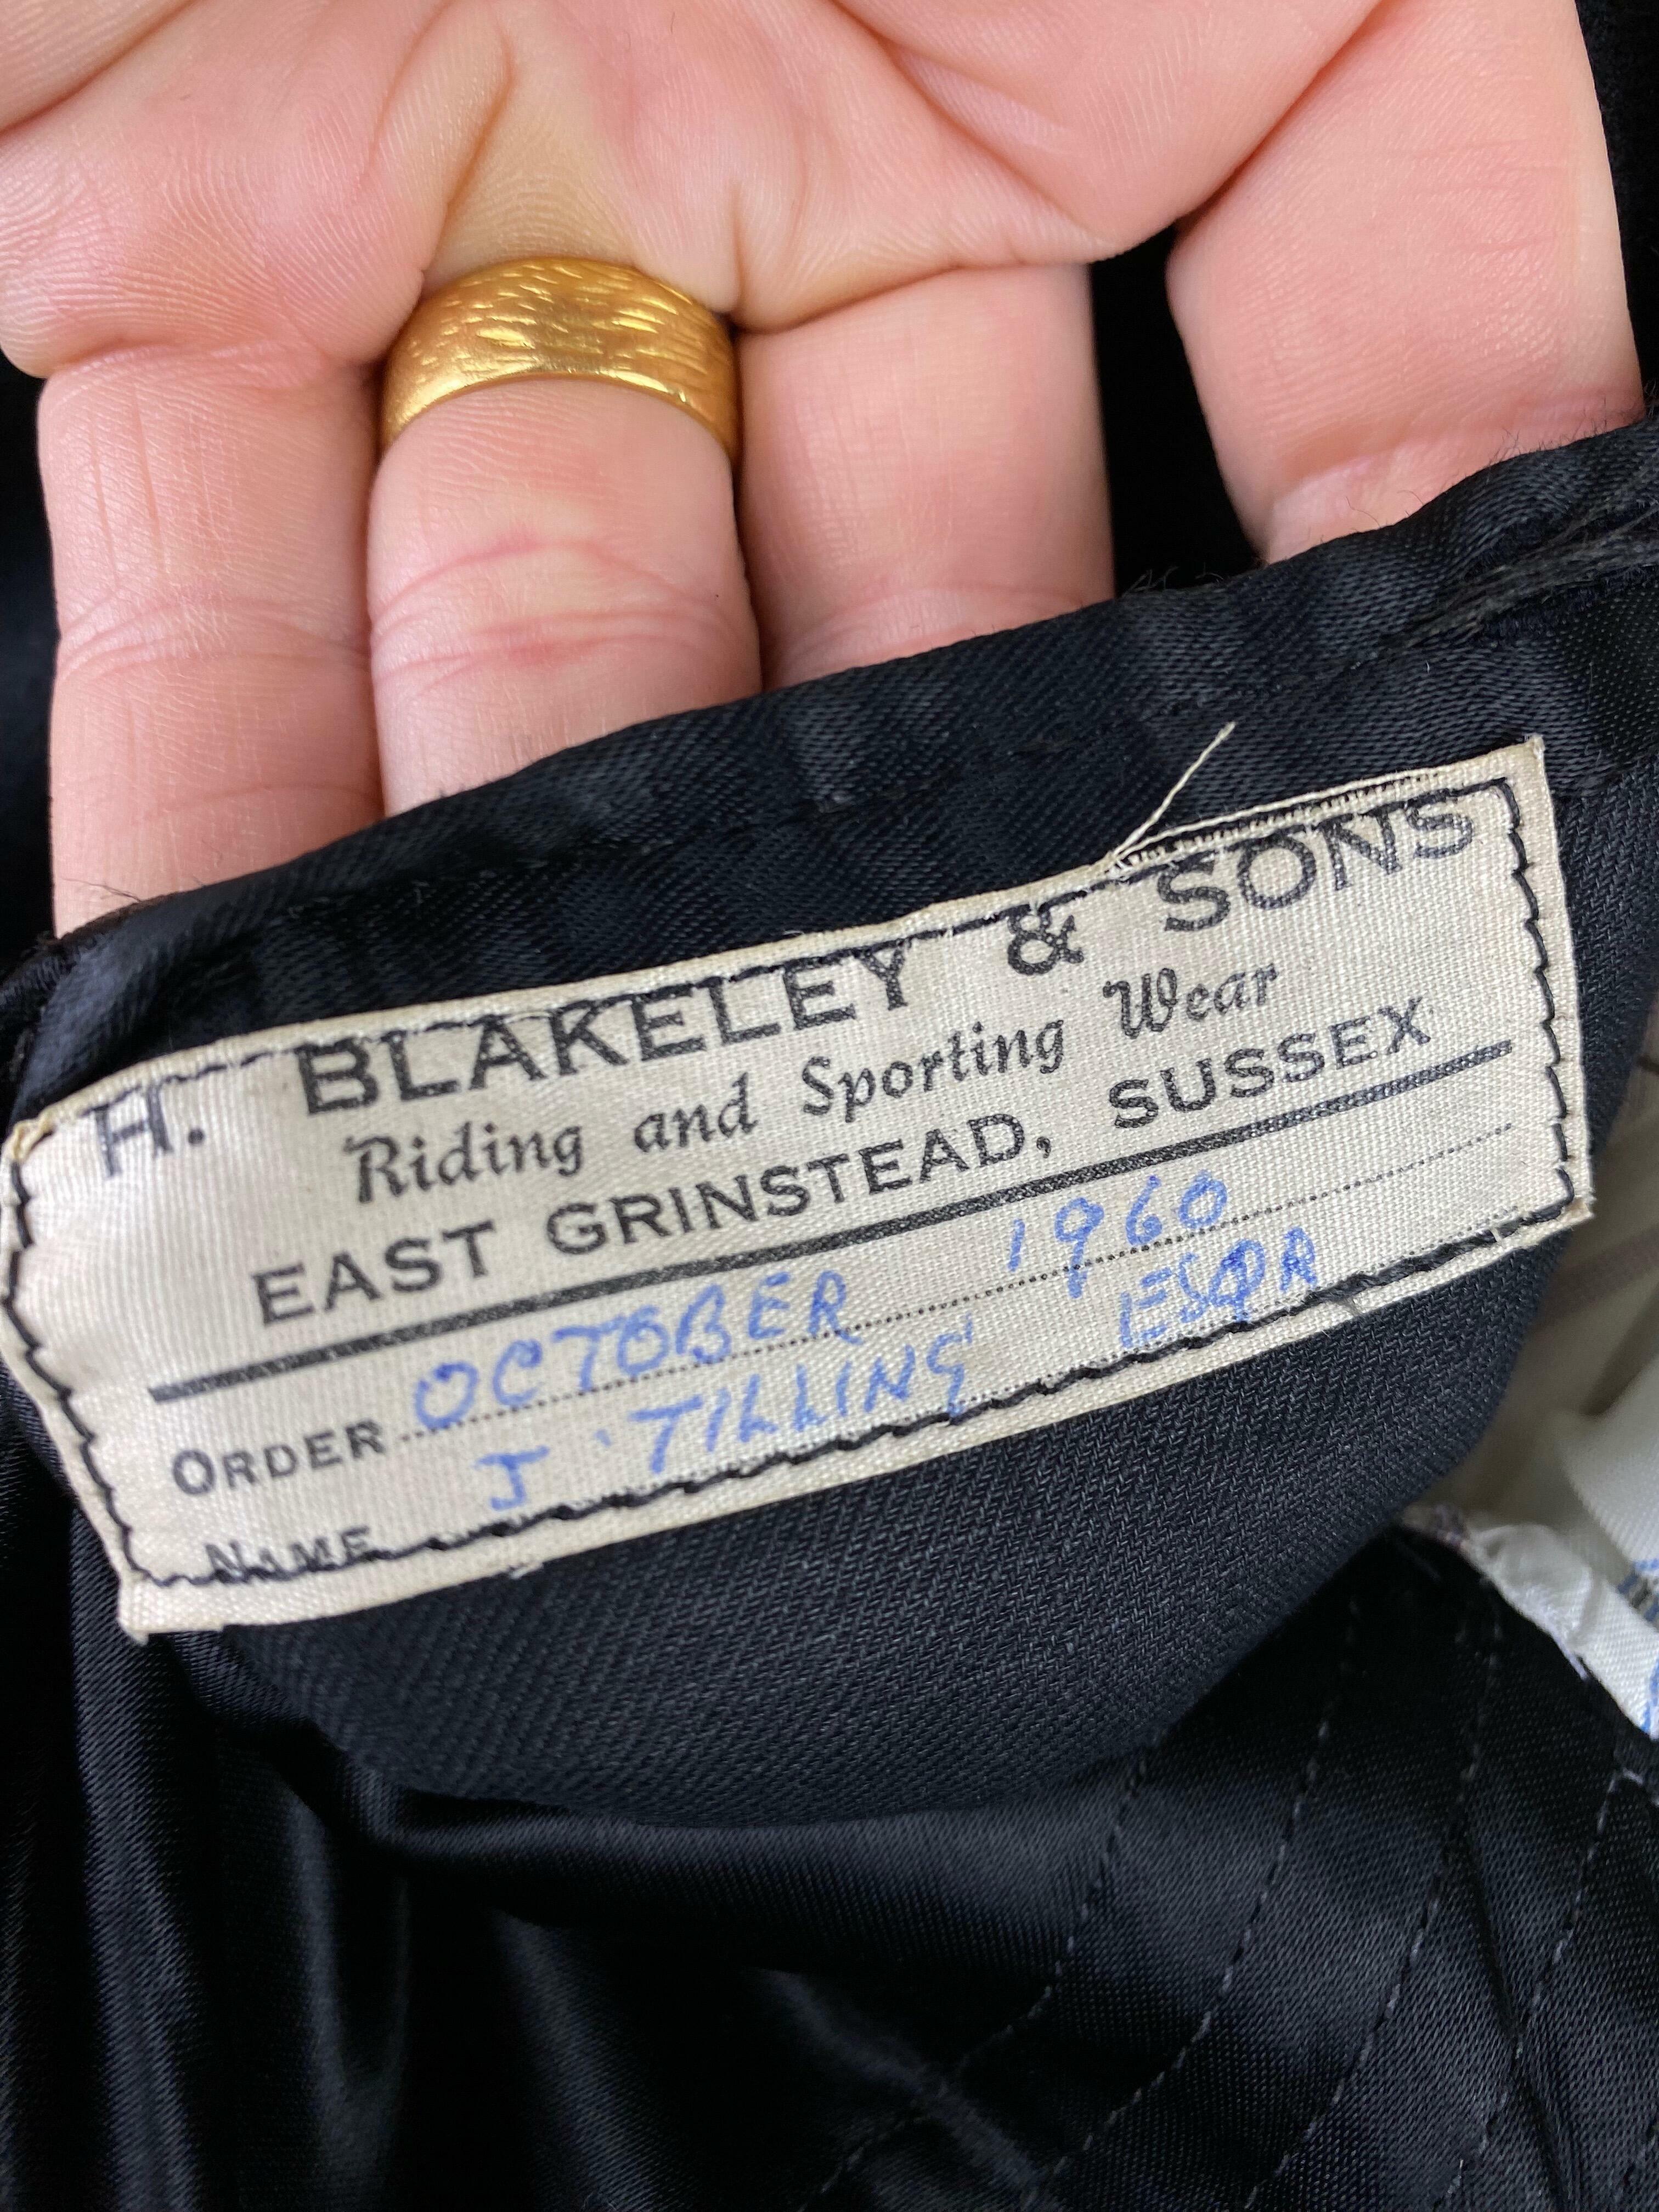 H. BLAKELEY & SONS
Riding and Sporting Wear
EAST GRINSTEAD, SUSSEX
ORDER OCTOBER 1960
NAME J. TILLING ESQR